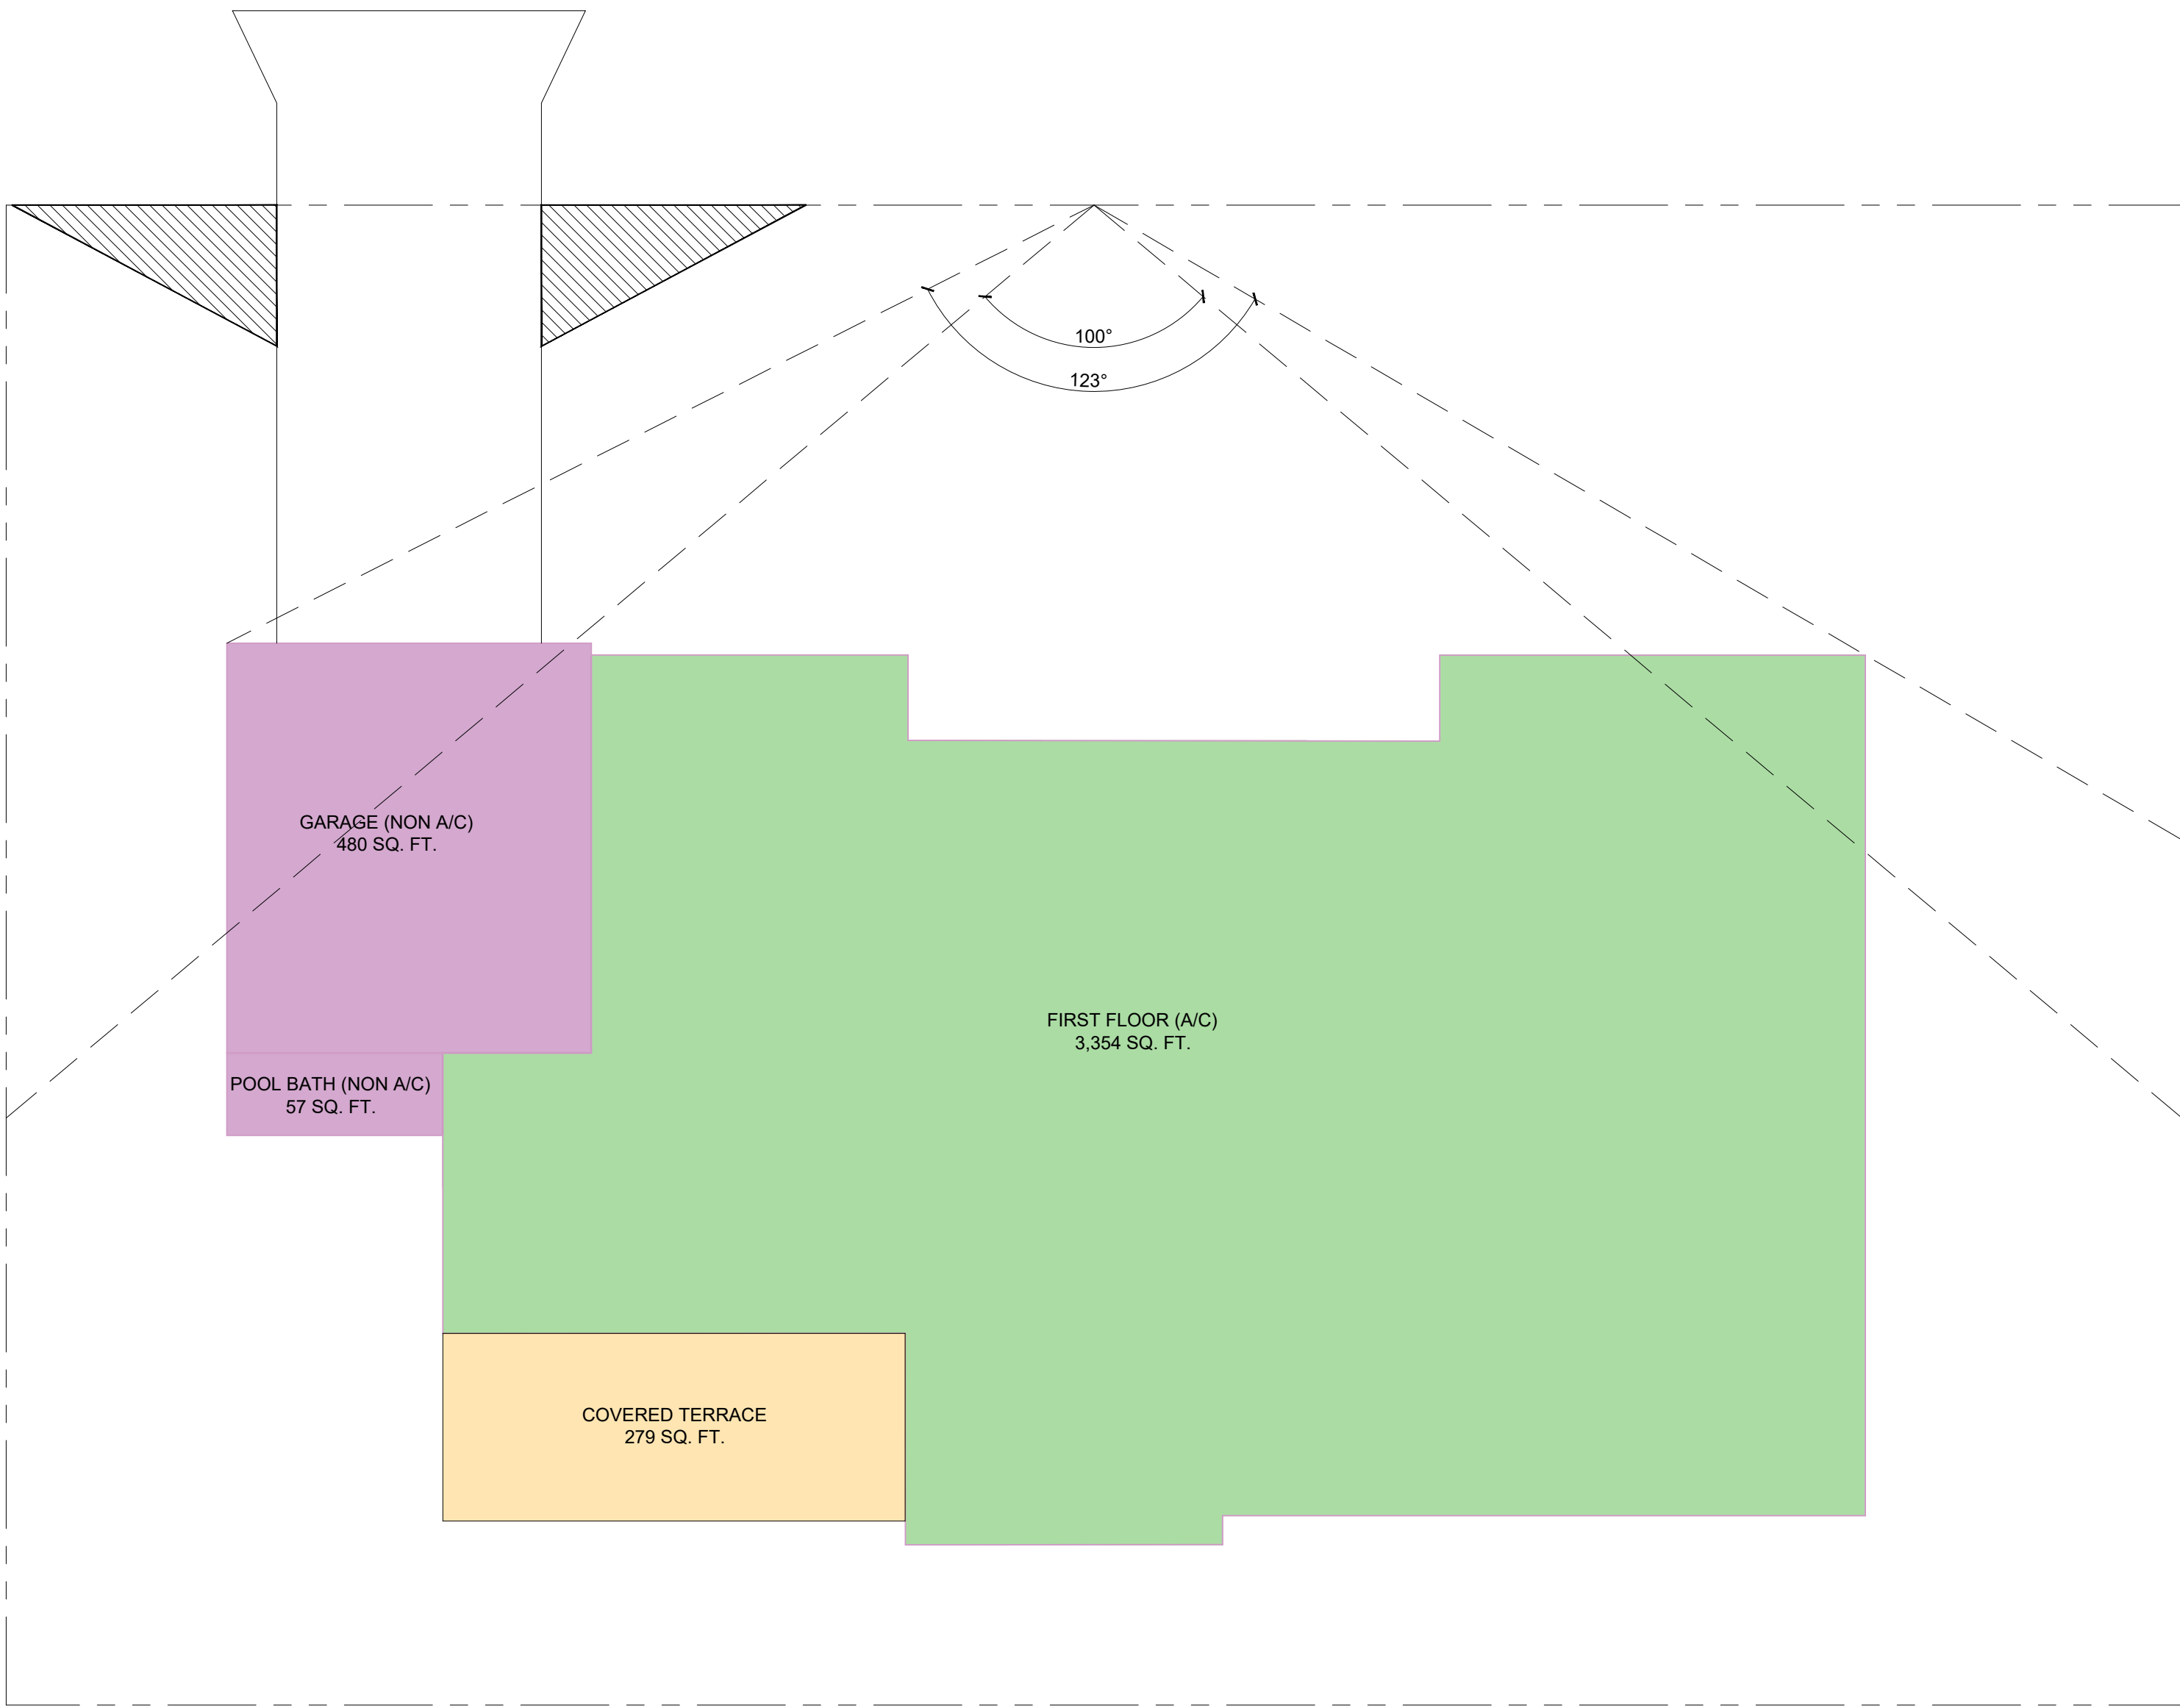 100°
123°
GARAGE (NON A/C)
480 SQ. FT.
FIRST FLOOR (A/C)
3,354 SQ. FT.
POOL BATH (NON A/C)
57 SQ. FT.
COVERED TERRACE
279 SQ. FT.